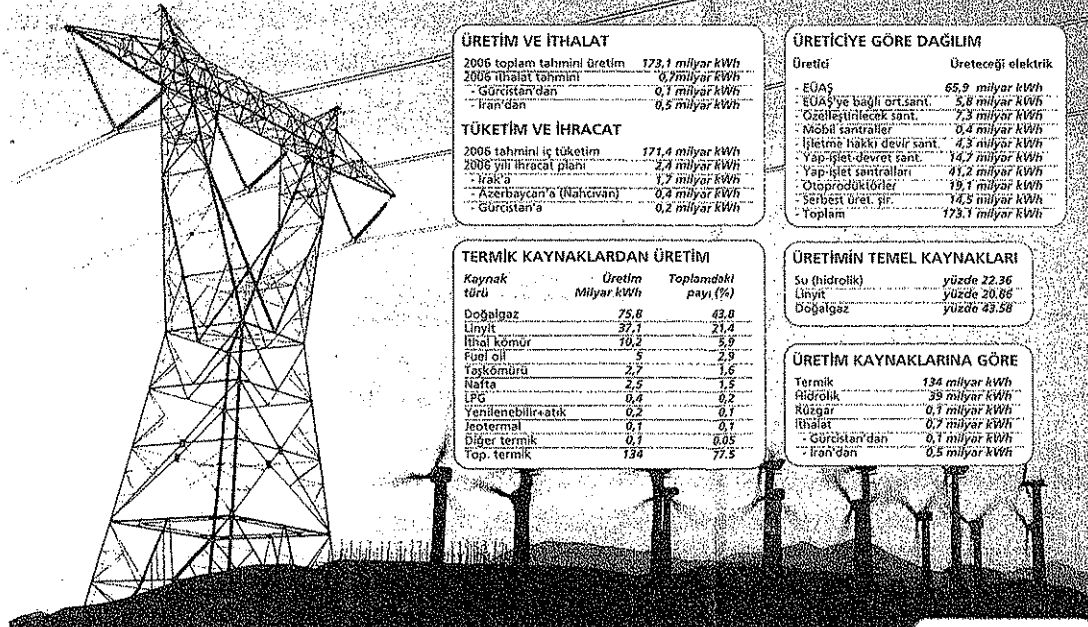 ÜRETİM VE İTHALAT
2006 toplam tahmini üretim 173,1 milyar kWh
2006 ithalat tahmini 0,7milyar kWh
- Gürcistan'dan 0,1 milyar kWh
- İran'dan 0,5 milyar kWh
TÜKETİM VE İHRACAT
2006 tahmini iç tüketim 171,4 milyar kWh
2006 yılı ihracat planı 2,4 milyar kWh
- Irak'a 1,7 milyar kWh
- Azerbaycan'a (Nahcivan) 0,4 milyar kWh
- Gürcistan'a 0,2 milyar kWh
TERMİK KAYNAKLARDAN ÜRETİM
Kaynak Üretim Toplamdaki
türü Milyar kWh payı (%)
Doğalgaz 75,8 43,8
Linyit 37,1 21,4
İthal kömür 10,2 5,9
Fuel oil 5 2,9
Taşkömürü 2,7 1,6
Nafta 2,5 1,5
LPG 0,4 0,2
Yenilenebilir+atık 0,2 0,1
Jeotermal 0,1 0,1
Diğer termik 0,1 0,05
Top. termik 134 77.5
ÜRETİCİYE GÖRE DAĞILIM
Üretici Üreteceği elektrik
- EÜAŞ 65,9 milyar kWh
- EÜAŞ'ye bağlı ort.sant. 5,8 milyar kWh
- Özelleştirilecek sant. 7,3 milyar kWh
- Mobil santraller 0,4 milyar kWh
- İşletme hakkı devir sant. 4,3 milyar kWh
- Yap-işlet-devret sant. 14,7 milyar kWh
- Yap-işlet santralları 41,2 milyar kWh
- Otoprodüktörler 19,1 milyar kWh
- Serbest üret. şir. 14,5 milyar kWh
- Toplam 173,1 milyar kWh
ÜRETİMİN TEMEL KAYNAKLARI
Su (hidrolik) yüzde 22.36
Linyit yüzde 20.86
Doğalgaz yüzde 43.58
ÜRETİM KAYNAKLARINA GÖRE
Termik 134 milyar kWh
Hidrolik 39 milyar kWh
Rüzgar 0,1 milyar kWh
İthalat 0,7 milyar kWh
- Gürcistan'dan 0,1 milyar kWh
- İran'dan 0,5 milyar kWh